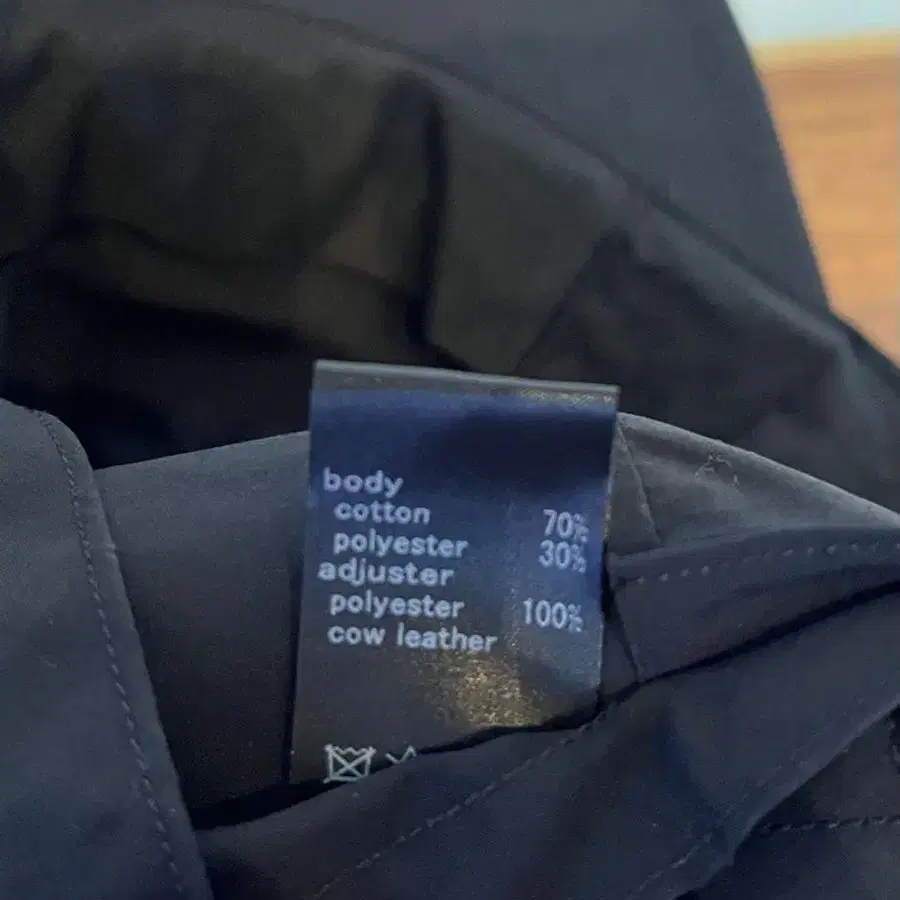 body
cotton 70%
polyester 30%
adjuster
polyester 100%
cow leather